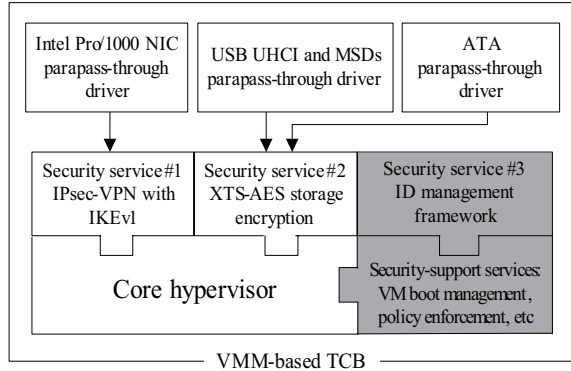 Intel Pro/1000 NIC
parapass-through
driver
USB UHCI and MSDs
parapass-through driver
ATA
parapass-through
driver
Security service #1
IPsec-VPN with
IKEvl
Security service #2
XTS-AES storage
encryption
Security service #3
ID management
framework
Core hypervisor
Security-support services:
VM boot management,
policy enforcement, etc
VMM-based TCB